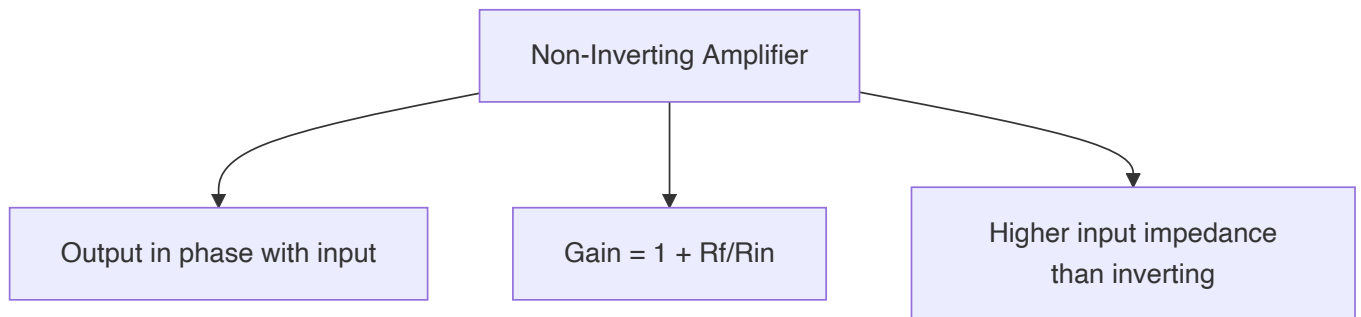 Non-Inverting Amplifier
Output in phase with input
Gain = 1 + Rf/Rin
Higher input impedance
than inverting